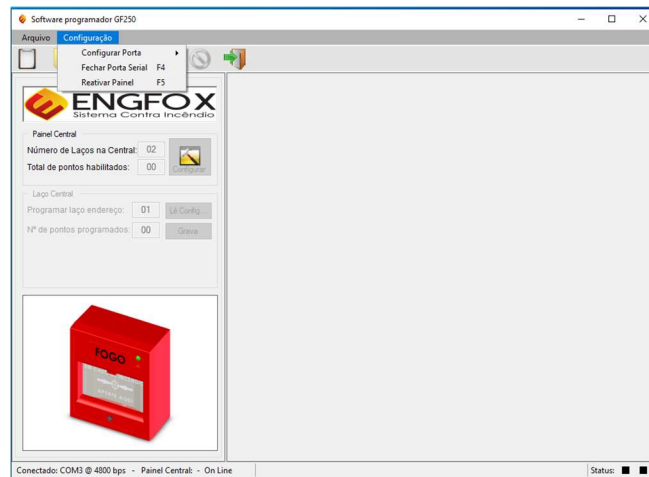 Software programador GF250
Arquivo Configuração
Configurar Porta
Fechar Porta Serial F4
Reativar Painel F5
ENGFOX
Sistema Contra Incêndio
Painel Central
Número de Laços na Central: 02
Total de pontos habilitados: 00
Configurar
Laço Central
Programar laço endereço: 01 Lê Config...
Nº de pontos programados: 00 Grava
FOGO
Conectado: COM3 @ 4800 bps - Painel Central: - On Line Status: